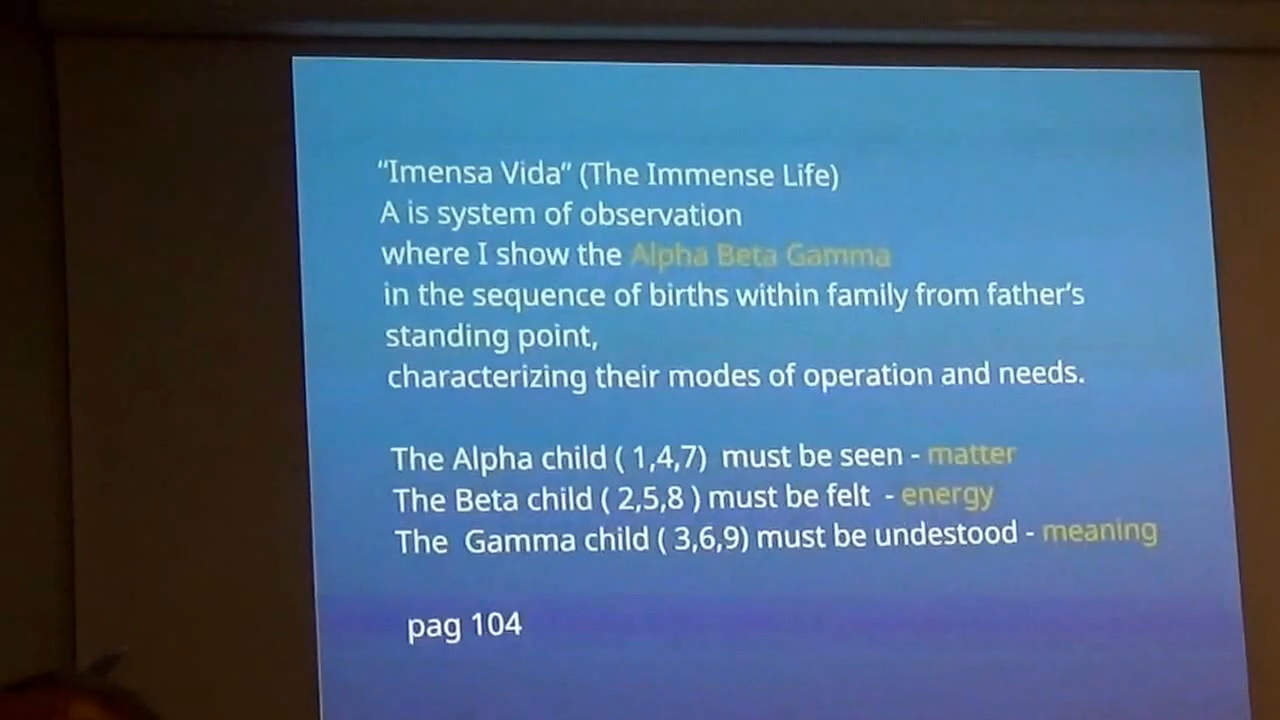 “Imensa Vida” (The Immense Life)
A is system of observation
where I show the Alpha Beta Gamma
in the sequence of births within family from father’s
standing point,
characterizing their modes of operation and needs.
The Alpha child ( 1,4,7) must be seen - matter
The Beta child ( 2,5,8 ) must be felt - energy
The Gamma child ( 3,6,9) must be undestood - meaning
pag 104